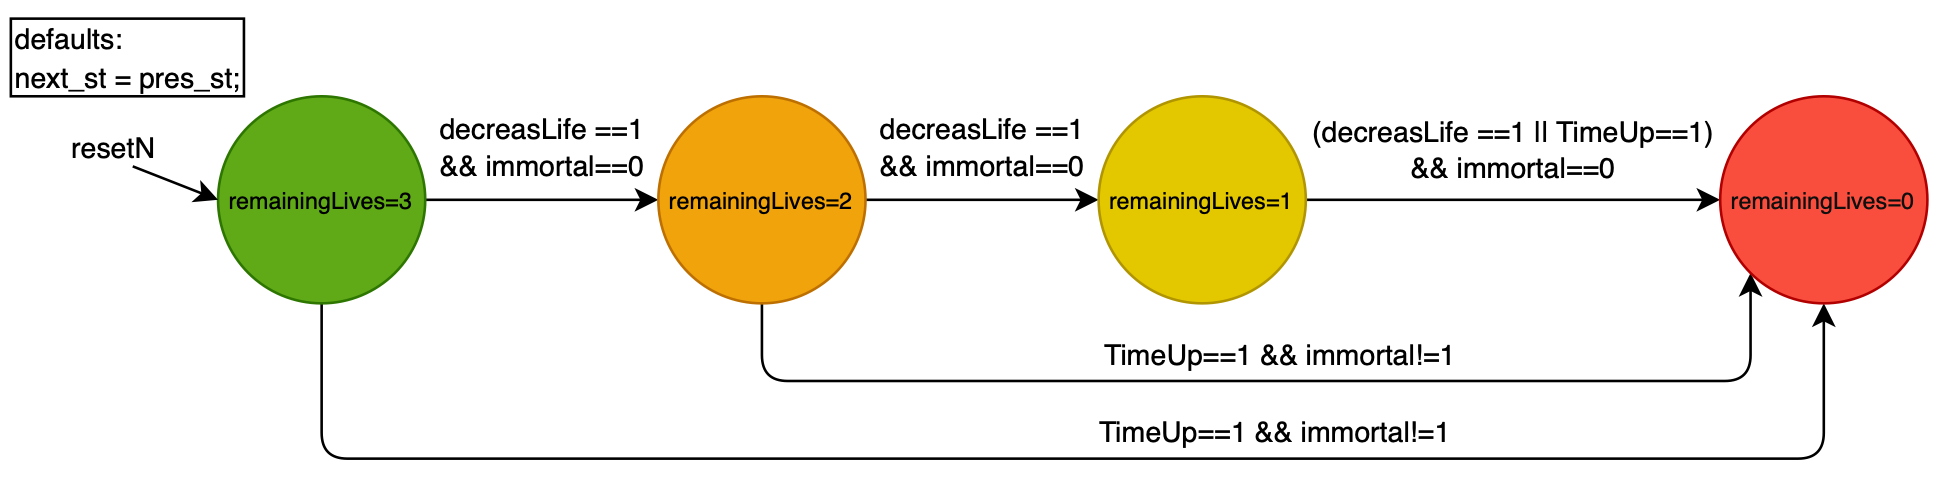 defaults:
next_st = pres_st;
resetN
remainingLives=3
decreasLife ==1
&& immortal==0
remainingLives=2
decreasLife ==1
&& immortal==0
remainingLives=1
(decreasLife ==1 || TimeUp==1)
&& immortal==0
remainingLives=0
TimeUp==1 && immortal!=1
TimeUp==1 && immortal!=1